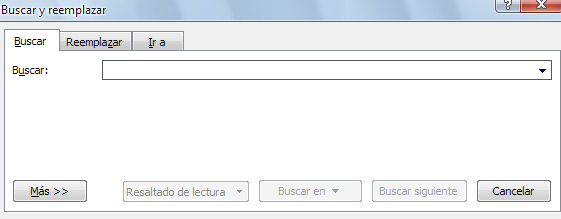 Buscar y reemplazar
Buscar Reemplazar Ir a
Buscar:
Más >> Resaltado de lectura Buscar en Buscar siguiente Cancelar